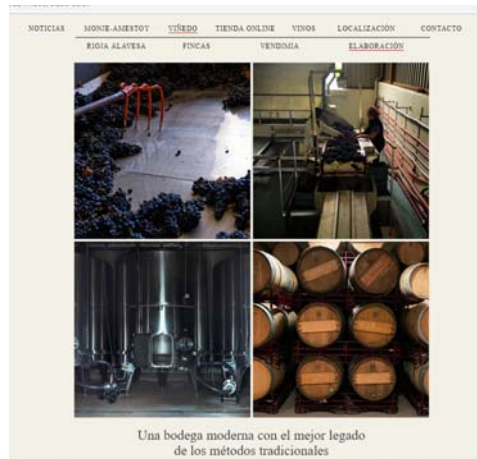 NOTICIAS MONJE-AMESTOY VIÑEDO TIENDA ONLINE VINOS LOCALIZACIÓN CONTACTO
RIOJA ALAVESA FINCAS VENDIMIA ELABORACIÓN
Una bodega moderna con el mejor legado
de los métodos tradicionales